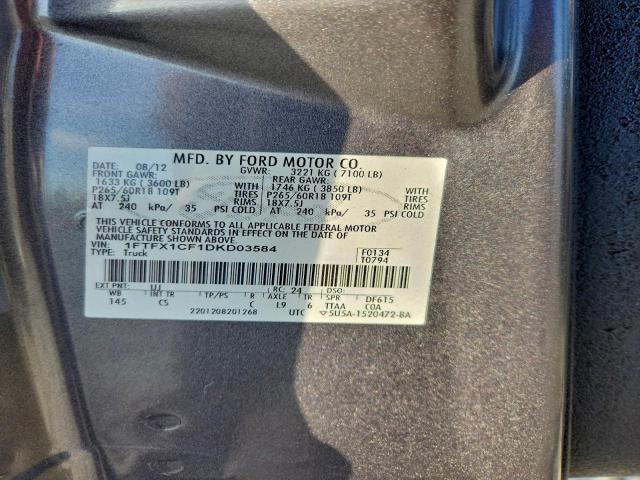 MFD. BY FORD MOTOR CO.
DATE: 08/12 GVWR: 3221 KG ( 7100 LB)
FRONT GAWR: REAR GAWR:
1633 KG ( 3600 LB) WITH 1746 KG ( 3850 LB) WITH
P265/60R18 109T TIRES P265/60R18 109T TIRES
18X7.5J RIMS 18X7.5J RIMS
AT 240 kPa/ 35 PSI COLD AT 240 kPa/ 35 PSI COLD
THIS VEHICLE CONFORMS TO ALL APPLICABLE FEDERAL MOTOR
VEHICLE SAFETY STANDARDS IN EFFECT ON THE DATE OF
MANUFACTURE SHOWN ABOVE.
VIN: 1FTFX1CF1DKD03584 F0134
TYPE: Truck T0794
EXT PNT: UJ RC: 24 DSO:
WB INT TR TP/PS R AXLE TR SPR DF6T5
145 CS C L9 6 TTAA C0A
2201208201268 UTC ▽5U5A-1520472-BA